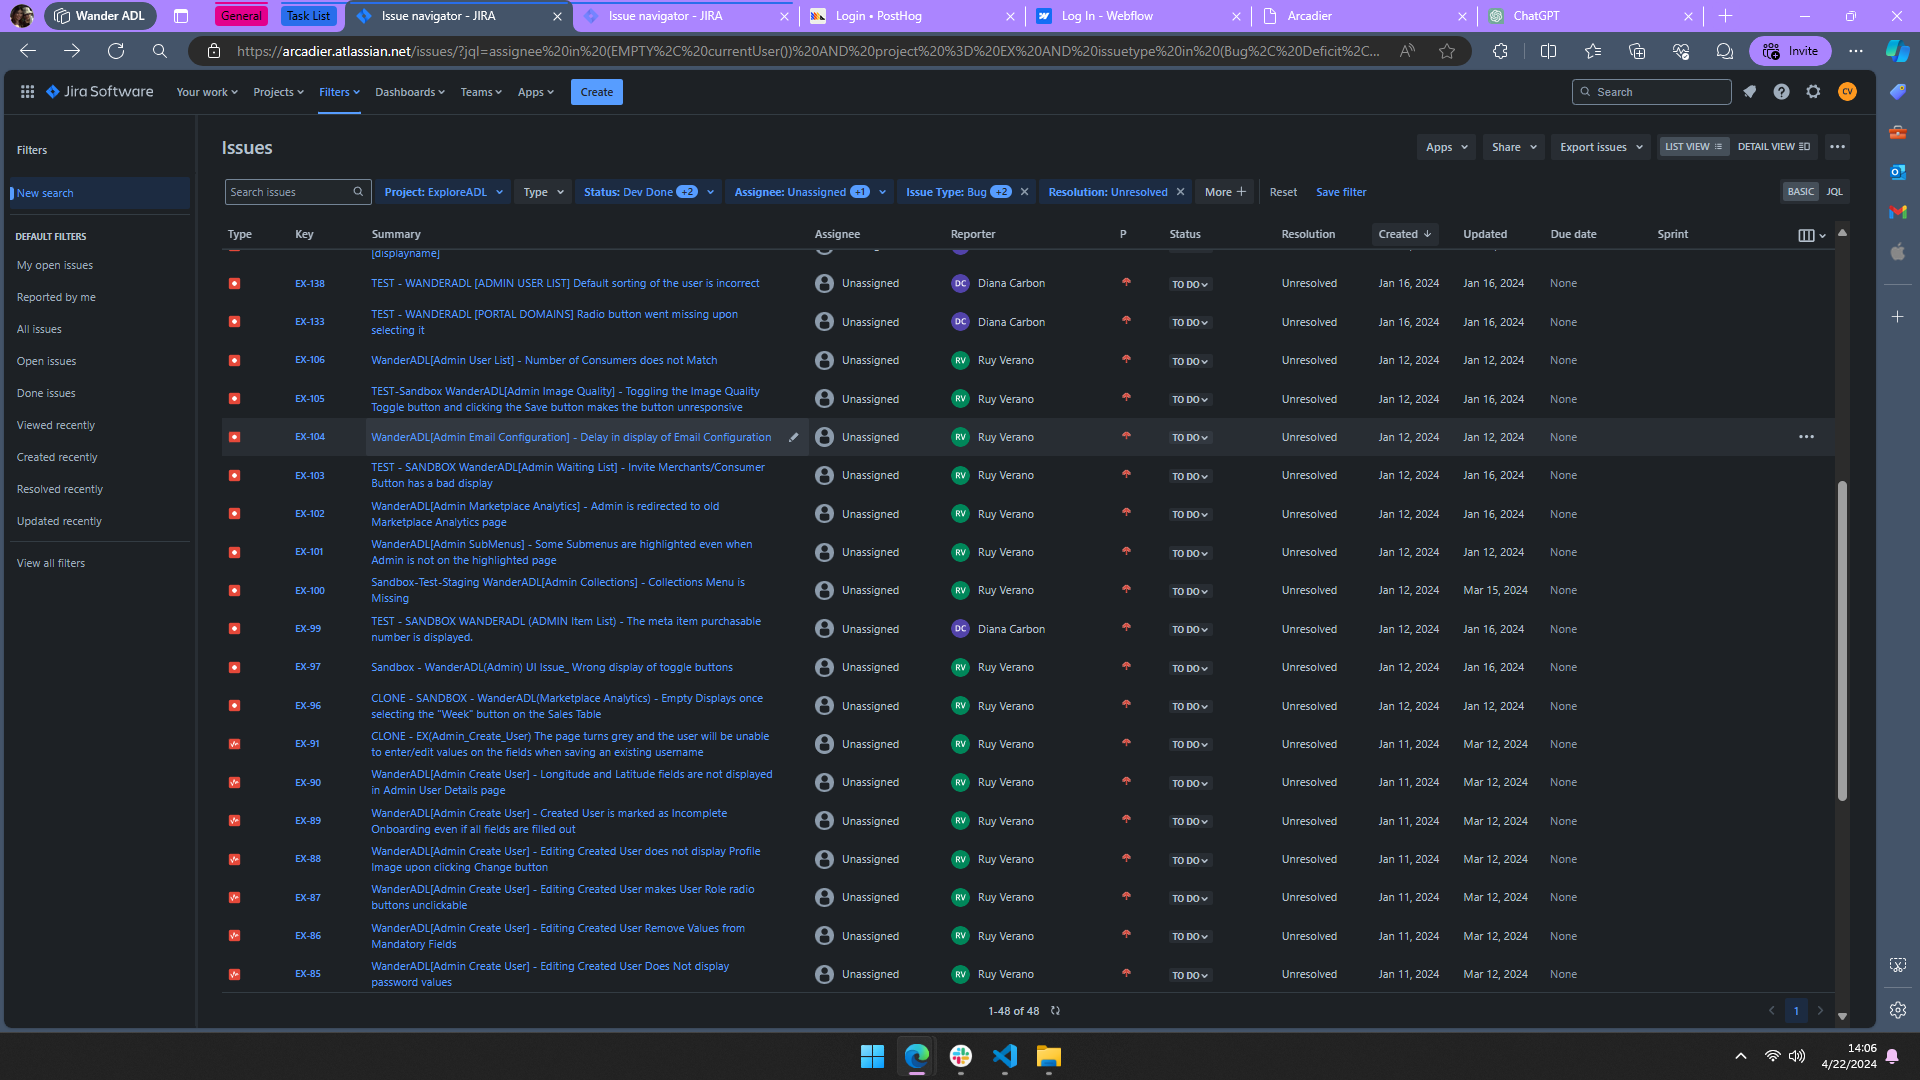 Wander ADL
General
Task List
Issue navigator - JIRA
Issue navigator - JIRA
Login • PostHog
Log In - Webflow
Arcadier
ChatGPT
https://arcadier.atlassian.net/issues/?jql=assignee%20in%20(EMPTY%2C%20currentUser())%20AND%20project%20%3D%20EX%20AND%20issuetype%20in%20(Bug%2C%20Deficit%2C...
Invite
Jira Software
Your work
Projects
Filters
Dashboards
Teams
Apps
Create
Search
CV
Filters
New search
DEFAULT FILTERS
My open issues
Reported by me
All issues
Open issues
Done issues
Viewed recently
Created recently
Resolved recently
Updated recently
View all filters
Issues
Apps
Share
Export issues
LIST VIEW
DETAIL VIEW
Search issues
Project: ExploreADL
Type
Status: Dev Done +2
Assignee: Unassigned +1
Issue Type: Bug +2
Resolution: Unresolved
More
Reset
Save filter
BASIC
JQL
Type Key Summary Assignee Reporter P Status Resolution Created Updated Due date Sprint
[displayname]
EX-138 TEST - WANDERADL [ADMIN USER LIST] Default sorting of the user is incorrect Unassigned DC Diana Carbon TO DO Unresolved Jan 16, 2024 Jan 16, 2024 None
EX-133 TEST - WANDERADL [PORTAL DOMAINS] Radio button went missing upon
selecting it Unassigned DC Diana Carbon TO DO Unresolved Jan 16, 2024 Jan 16, 2024 None
EX-106 WanderADL[Admin User List] - Number of Consumers does not Match Unassigned RV Ruy Verano TO DO Unresolved Jan 12, 2024 Jan 12, 2024 None
EX-105 TEST-Sandbox WanderADL[Admin Image Quality] - Toggling the Image Quality
Toggle button and clicking the Save button makes the button unresponsive Unassigned RV Ruy Verano TO DO Unresolved Jan 12, 2024 Jan 16, 2024 None
EX-104 WanderADL[Admin Email Configuration] - Delay in display of Email Configuration Unassigned RV Ruy Verano TO DO Unresolved Jan 12, 2024 Jan 12, 2024 None
EX-103 TEST - SANDBOX WanderADL[Admin Waiting List] - Invite Merchants/Consumer
Button has a bad display Unassigned RV Ruy Verano TO DO Unresolved Jan 12, 2024 Jan 16, 2024 None
EX-102 WanderADL[Admin Marketplace Analytics] - Admin is redirected to old
Marketplace Analytics page Unassigned RV Ruy Verano TO DO Unresolved Jan 12, 2024 Jan 16, 2024 None
EX-101 WanderADL[Admin SubMenus] - Some Submenus are highlighted even when
Admin is not on the highlighted page Unassigned RV Ruy Verano TO DO Unresolved Jan 12, 2024 Jan 12, 2024 None
EX-100 Sandbox-Test-Staging WanderADL[Admin Collections] - Collections Menu is
Missing Unassigned RV Ruy Verano TO DO Unresolved Jan 12, 2024 Mar 15, 2024 None
EX-99 TEST - SANDBOX WANDERADL (ADMIN Item List) - The meta item purchasable
number is displayed. Unassigned DC Diana Carbon TO DO Unresolved Jan 12, 2024 Jan 16, 2024 None
EX-97 Sandbox - WanderADL(Admin) UI Issue_Wrong display of toggle buttons Unassigned RV Ruy Verano TO DO Unresolved Jan 12, 2024 Jan 16, 2024 None
EX-96 CLONE - SANDBOX - WanderADL(Marketplace Analytics) - Empty Displays once
selecting the "Week" button on the Sales Table Unassigned RV Ruy Verano TO DO Unresolved Jan 12, 2024 Jan 12, 2024 None
EX-91 CLONE - EX(Admin_Create_User) The page turns grey and the user will be unable
to enter/edit values on the fields when saving an existing username Unassigned RV Ruy Verano TO DO Unresolved Jan 11, 2024 Mar 12, 2024 None
EX-90 WanderADL[Admin Create User] - Longitude and Latitude fields are not displayed
in Admin User Details page Unassigned RV Ruy Verano TO DO Unresolved Jan 11, 2024 Mar 12, 2024 None
EX-89 WanderADL[Admin Create User] - Created User is marked as Incomplete
Onboarding even if all fields are filled out Unassigned RV Ruy Verano TO DO Unresolved Jan 11, 2024 Mar 12, 2024 None
EX-88 WanderADL[Admin Create User] - Editing Created User does not display Profile
Image upon clicking Change button Unassigned RV Ruy Verano TO DO Unresolved Jan 11, 2024 Mar 12, 2024 None
EX-87 WanderADL[Admin Create User] - Editing Created User makes User Role radio
buttons unclickable Unassigned RV Ruy Verano TO DO Unresolved Jan 11, 2024 Mar 12, 2024 None
EX-86 WanderADL[Admin Create User] - Editing Created User Remove Values from
Mandatory Fields Unassigned RV Ruy Verano TO DO Unresolved Jan 11, 2024 Mar 12, 2024 None
EX-85 WanderADL[Admin Create User] - Editing Created User Does Not display
password values Unassigned RV Ruy Verano TO DO Unresolved Jan 11, 2024 Mar 12, 2024 None
1-48 of 48
1
14:06
4/22/2024